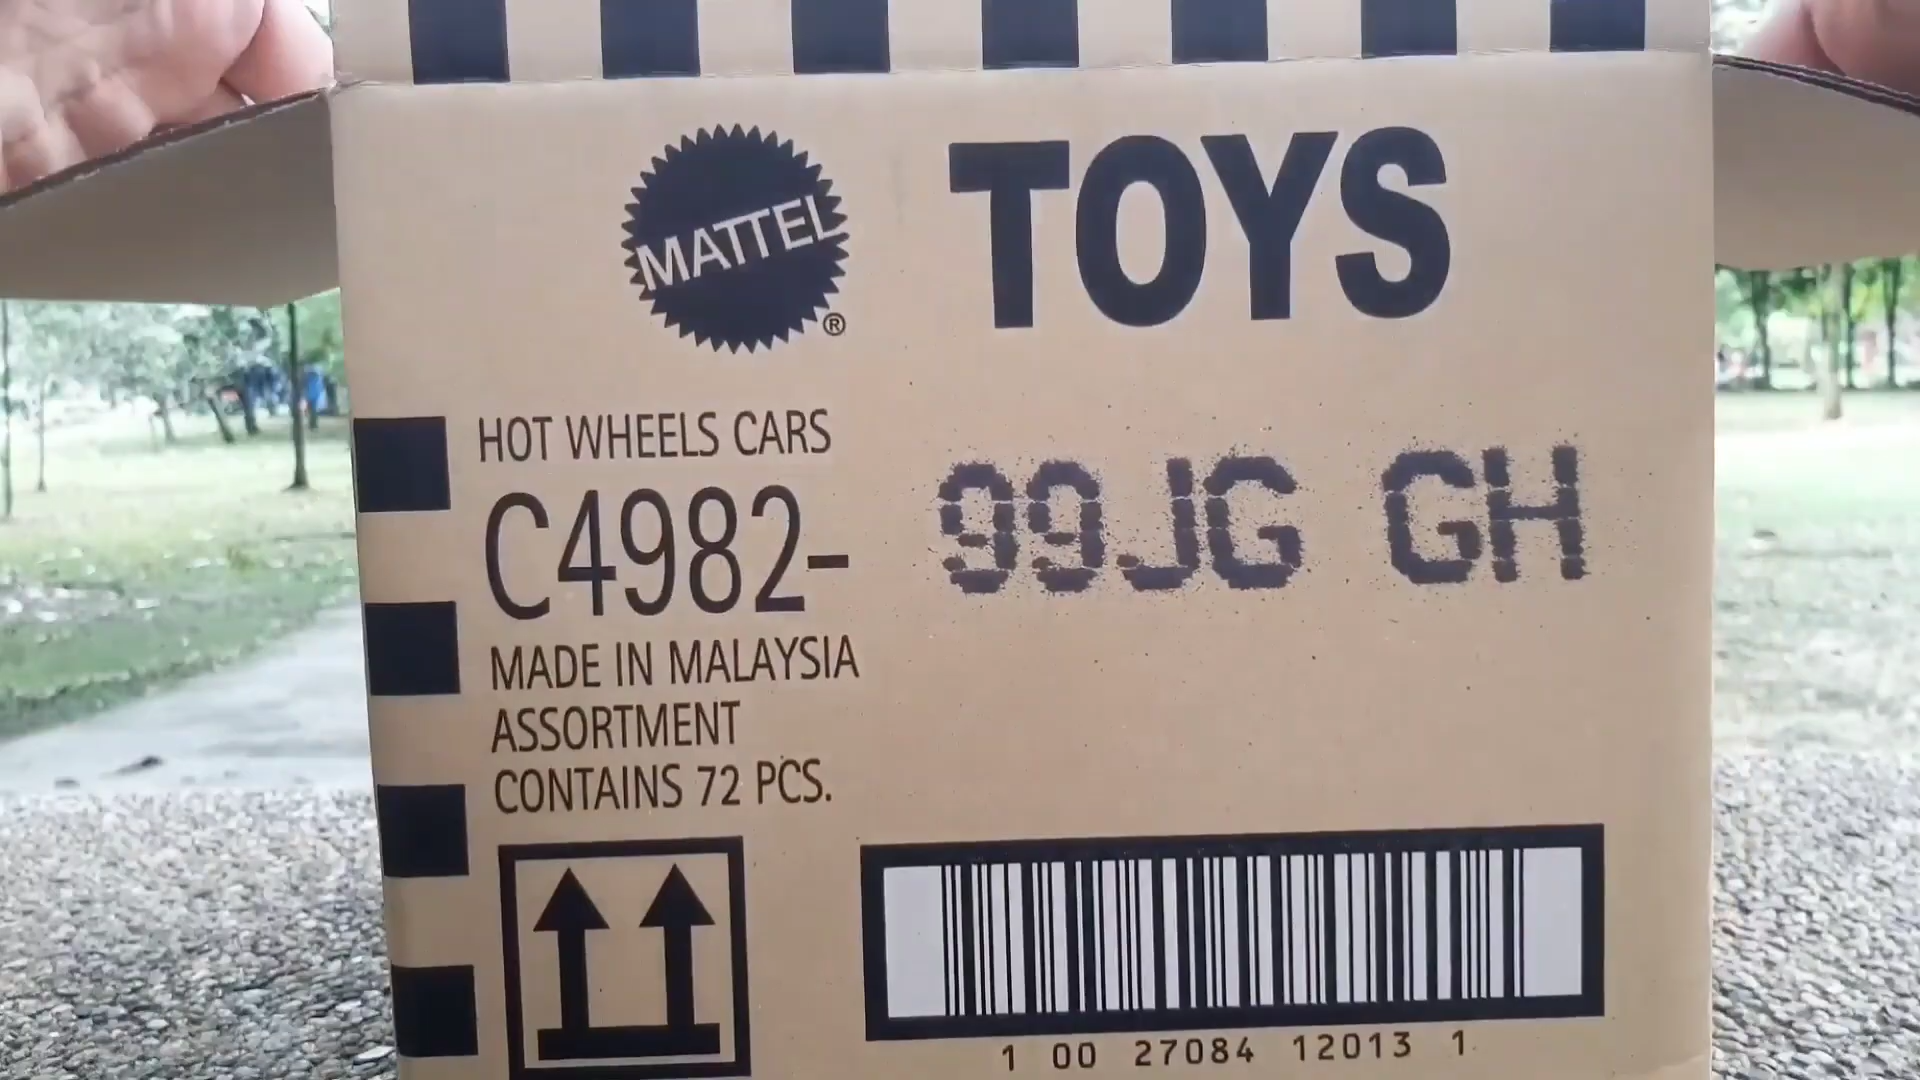 MATTEL ®
TOYS
HOT WHEELS CARS
C4982-
99JG GH
MADE IN MALAYSIA
ASSORTMENT
CONTAINS 72 PCS.
1 00 27084 12013 1